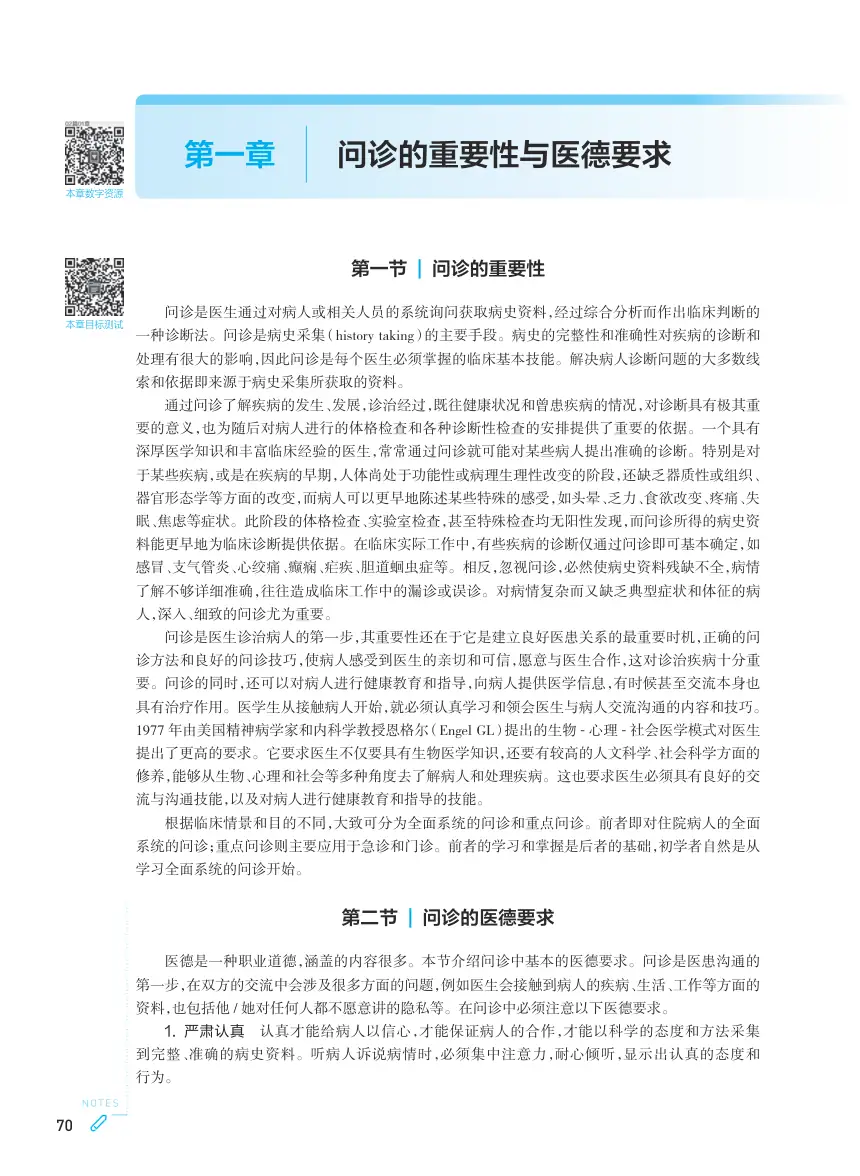 02篇01章
本章数字资源
第一章
问诊的重要性与医德要求
本章目标测试
第一节 | 问诊的重要性
问诊是医生通过对病人或相关人员的系统询问获取病史资料,经过综合分析而作出临床判断的
一种诊断法。问诊是病史采集(history taking)的主要手段。病史的完整性和准确性对疾病的诊断和
处理有很大的影响,因此问诊是每个医生必须掌握的临床基本技能。解决病人诊断问题的大多数线
索和依据即来源于病史采集所获取的资料。
通过问诊了解疾病的发生、发展,诊治经过,既往健康状况和曾患疾病的情况,对诊断具有极其重
要的意义,也为随后对病人进行的体格检查和各种诊断性检查的安排提供了重要的依据。一个具有
深厚医学知识和丰富临床经验的医生,常常通过问诊就可能对某些病人提出准确的诊断。特别是对
于某些疾病,或是在疾病的早期,人体尚处于功能性或病理生理性改变的阶段,还缺乏器质性或组织、
器官形态学等方面的改变,而病人可以更早地陈述某些特殊的感受,如头晕、乏力、食欲改变、疼痛、失
眠、焦虑等症状。此阶段的体格检查、实验室检查,甚至特殊检查均无阳性发现,而问诊所得的病史资
料能更早地为临床诊断提供依据。在临床实际工作中,有些疾病的诊断仅通过问诊即可基本确定,如
感冒、支气管炎、心绞痛、癫痫、疟疾、胆道蛔虫症等。相反,忽视问诊,必然使病史资料残缺不全,病情
了解不够详细准确,往往造成临床工作中的漏诊或误诊。对病情复杂而又缺乏典型症状和体征的病
人,深入、细致的问诊尤为重要。
问诊是医生诊治病人的第一步,其重要性还在于它是建立良好医患关系的最重要时机,正确的问
诊方法和良好的问诊技巧,使病人感受到医生的亲切和可信,愿意与医生合作,这对诊治疾病十分重
要。问诊的同时,还可以对病人进行健康教育和指导,向病人提供医学信息,有时候甚至交流本身也
具有治疗作用。医学生从接触病人开始,就必须认真学习和领会医生与病人交流沟通的内容和技巧。
1977 年由美国精神病学家和内科学教授恩格尔(Engel GL)提出的生物 - 心理 - 社会医学模式对医生
提出了更高的要求。它要求医生不仅要具有生物医学知识,还要有较高的人文科学、社会科学方面的
修养,能够从生物、心理和社会等多种角度去了解病人和处理疾病。这也要求医生必须具有良好的交
流与沟通技能,以及对病人进行健康教育和指导的技能。
根据临床情景和目的不同,大致可分为全面系统的问诊和重点问诊。前者即对住院病人的全面
系统的问诊;重点问诊则主要应用于急诊和门诊。前者的学习和掌握是后者的基础,初学者自然是从
学习全面系统的问诊开始。
第二节 | 问诊的医德要求
医德是一种职业道德,涵盖的内容很多。本节介绍问诊中基本的医德要求。问诊是医患沟通的
第一步,在双方的交流中会涉及很多方面的问题,例如医生会接触到病人的疾病、生活、工作等方面的
资料,也包括他 / 她对任何人都不愿意讲的隐私等。在问诊中必须注意以下医德要求。
1. 严肃认真 认真才能给病人以信心,才能保证病人的合作,才能以科学的态度和方法采集
到完整、准确的病史资料。听病人诉说病情时,必须集中注意力,耐心倾听,显示出认真的态度和
行为。
NOTES
70